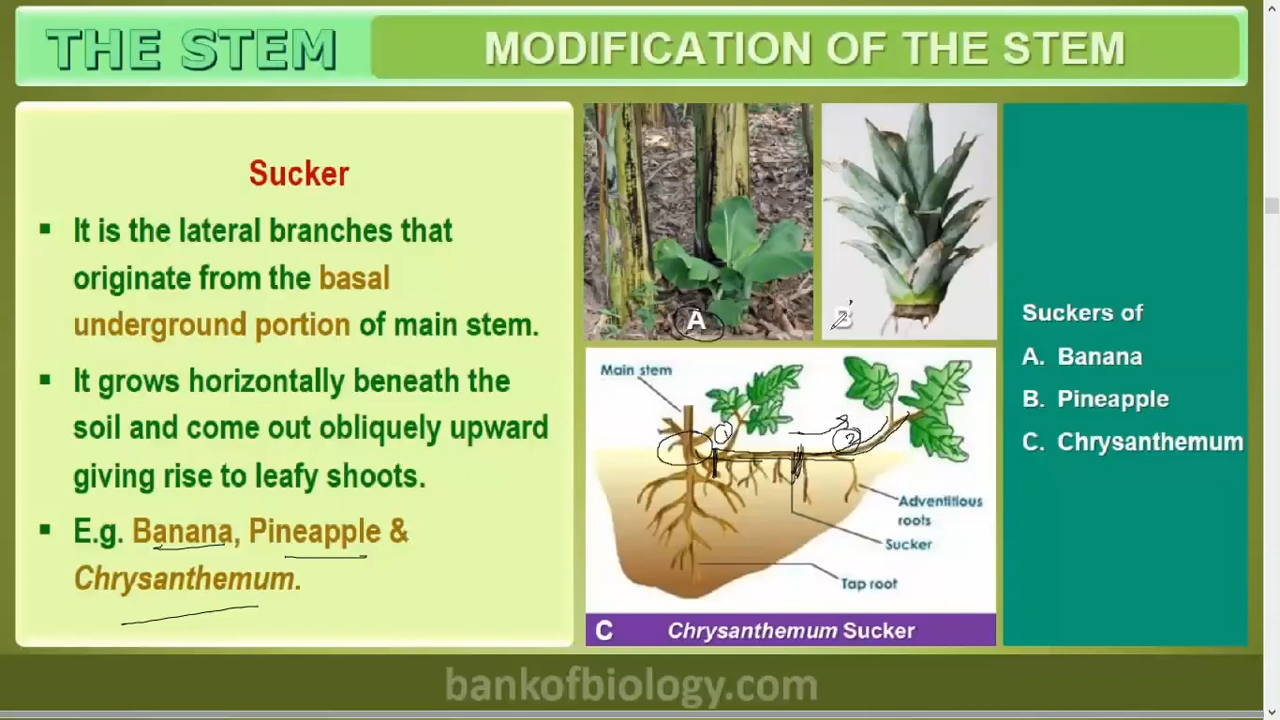 THE STEM
MODIFICATION OF THE STEM
Sucker
▪ It is the lateral branches that
originate from the basal
underground portion of main stem.
▪ It grows horizontally beneath the
soil and come out obliquely upward
giving rise to leafy shoots.
▪ E.g. Banana, Pineapple &
Chrysanthemum.
A
B
Main stem
1
2
Adventitious
roots
Sucker
Tap root
C Chrysanthemum Sucker
Suckers of
A. Banana
B. Pineapple
C. Chrysanthemum
bankofbiology.com